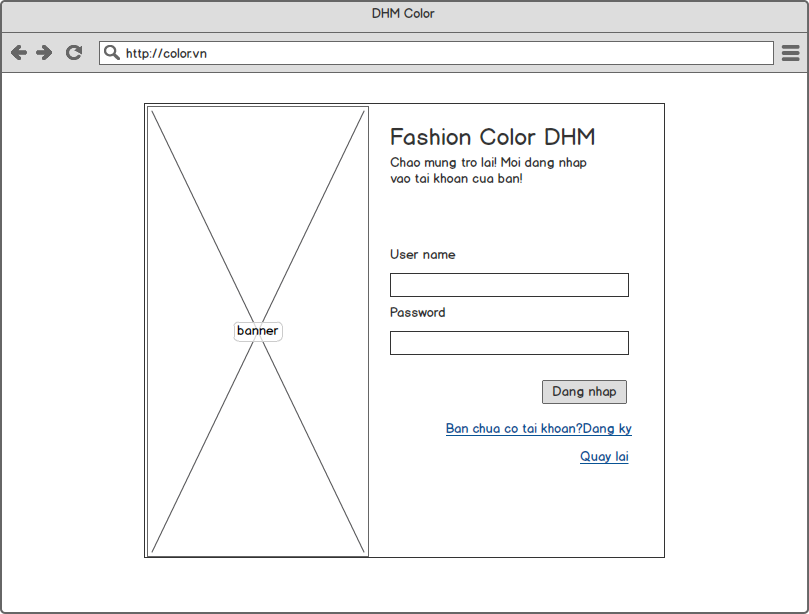 DHM Color
http://color.vn
Fashion Color DHM
Chao mung tro lai! Moi dang nhap
vao tai khoan cua ban!
User name
banner
Password
Dang nhap
Ban chua co tai khoan?Dang ky
Quay lai